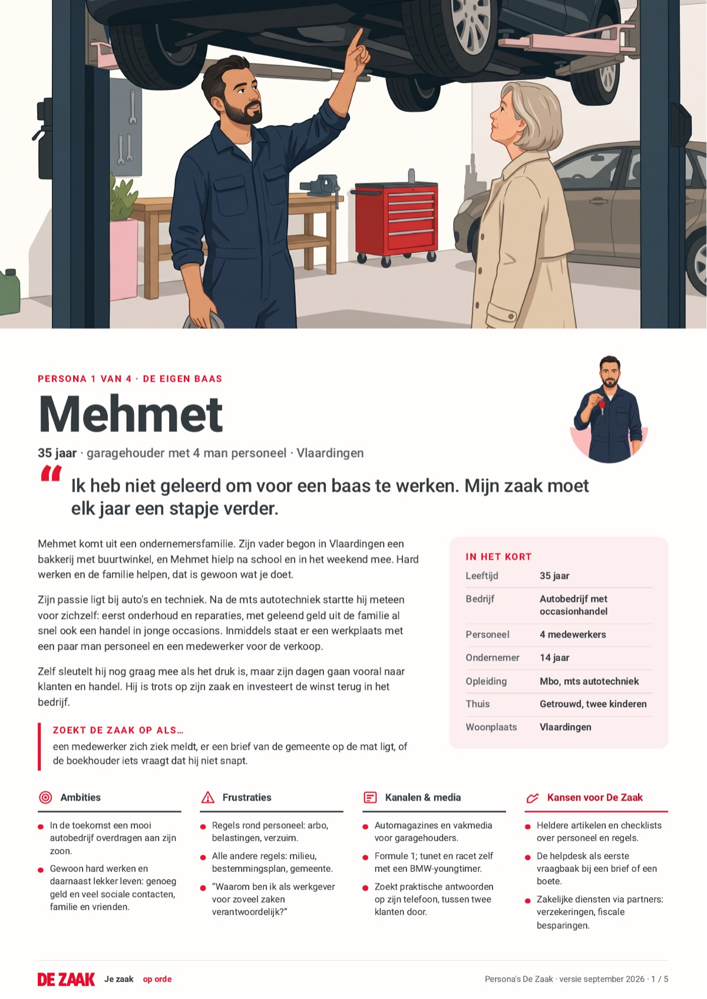 PERSONA 1 VAN 4 · DE EIGEN BAAS
Mehmet
35 jaar · garagehouder met 4 man personeel · Vlaardingen
“
Ik heb niet geleerd om voor een baas te werken. Mijn zaak moet
elk jaar een stapje verder.
Mehmet komt uit een ondernemersfamilie. Zijn vader begon in Vlaardingen een
bakkerij met buurtwinkel, en Mehmet hielp na school en in het weekend mee. Hard
werken en de familie helpen, dat is gewoon wat je doet.
Zijn passie ligt bij auto's en techniek. Na de mts autotechniek startte hij meteen
voor zichzelf: eerst onderhoud en reparaties, met geleend geld uit de familie al
snel ook een handel in jonge occasions. Inmiddels staat er een werkplaats met
een paar man personeel en een medewerker voor de verkoop.
Zelf sleutelt hij nog graag mee als het druk is, maar zijn dagen gaan vooral naar
klanten en handel. Hij is trots op zijn zaak en investeert de winst terug in het
bedrijf.
ZOEKT DE ZAAK OP ALS…
een medewerker zich ziek meldt, er een brief van de gemeente op de mat ligt, of
de boekhouder iets vraagt dat hij niet snapt.
IN HET KORT
Leeftijd 35 jaar
Bedrijf Autobedrijf met
occasionhandel
Personeel 4 medewerkers
Ondernemer 14 jaar
Opleiding Mbo, mts autotechniek
Thuis Getrouwd, twee kinderen
Woonplaats Vlaardingen
Ambities
In de toekomst een mooi
autobedrijf overdragen aan zijn
zoon.
Gewoon hard werken en
daarnaast lekker leven: genoeg
geld en veel sociale contacten,
familie en vrienden.
Frustraties
Regels rond personeel: arbo,
belastingen, verzuim.
Alle andere regels: milieu,
bestemmingsplan, gemeente.
“Waarom ben ik als werkgever
voor zoveel zaken
verantwoordelijk?”
Kanalen & media
Automagazines en vakmedia
voor garagehouders.
Formule 1; tunet en racet zelf
met een BMW-youngtimer.
Zoekt praktische antwoorden
op zijn telefoon, tussen twee
klanten door.
Kansen voor De Zaak
Heldere artikelen en checklists
over personeel en regels.
De helpdesk als eerste
vraagbaak bij een brief of een
boete.
Zakelijke diensten via partners:
verzekeringen, fiscale
besparingen.
DE ZAAK Je zaak op orde
Persona's De Zaak · versie september 2026 · 1 / 5